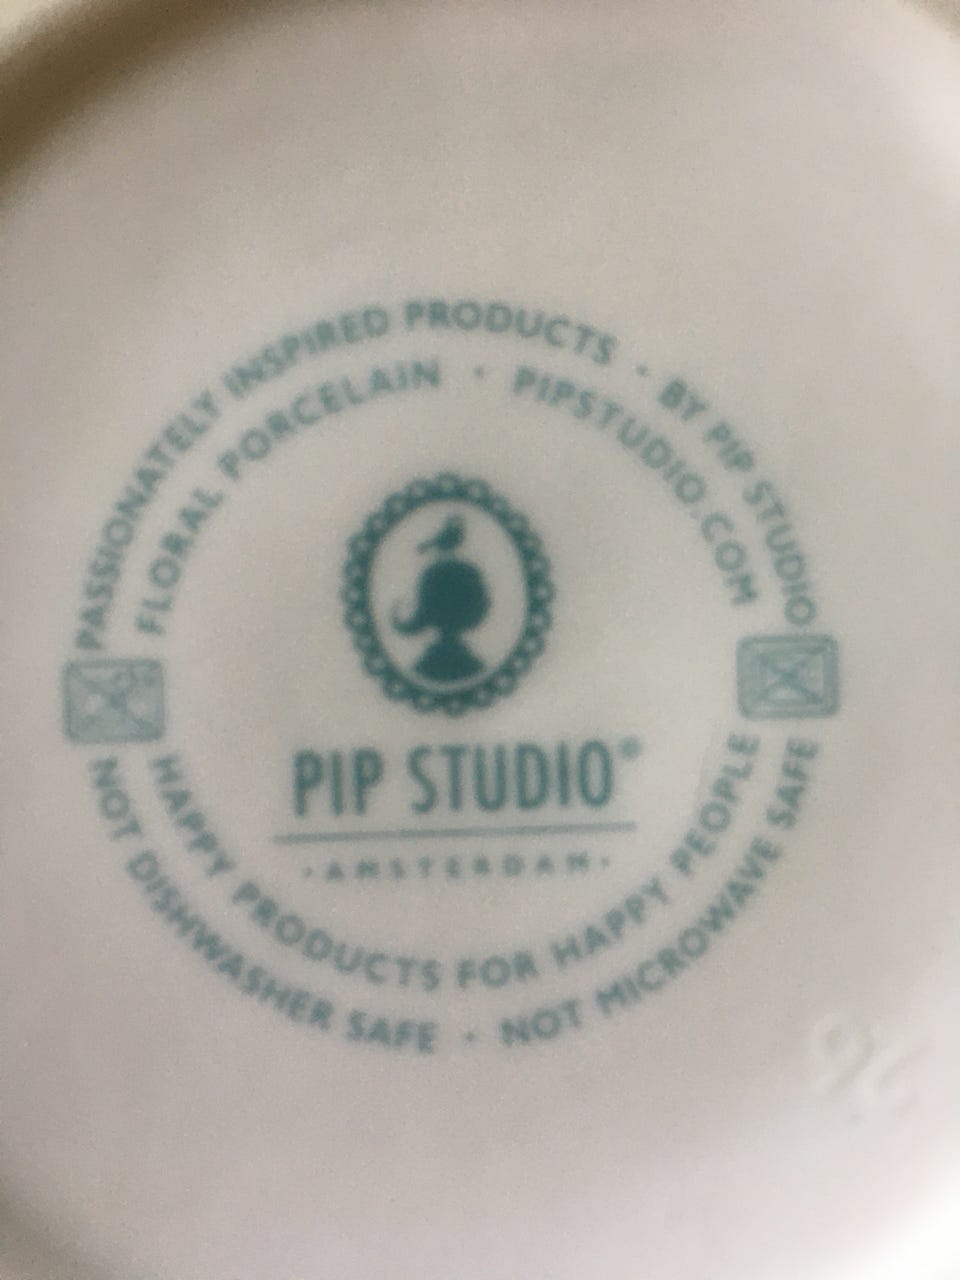 PASSIONATELY INSPIRED PRODUCTS · BY PIP STUDIO
FLORAL PORCELAIN · PIPSTUDIO.COM
PIP STUDIO®
·AMSTERDAM·
HAPPY PRODUCTS FOR HAPPY PEOPLE
NOT DISHWASHER SAFE · NOT MICROWAVE SAFE